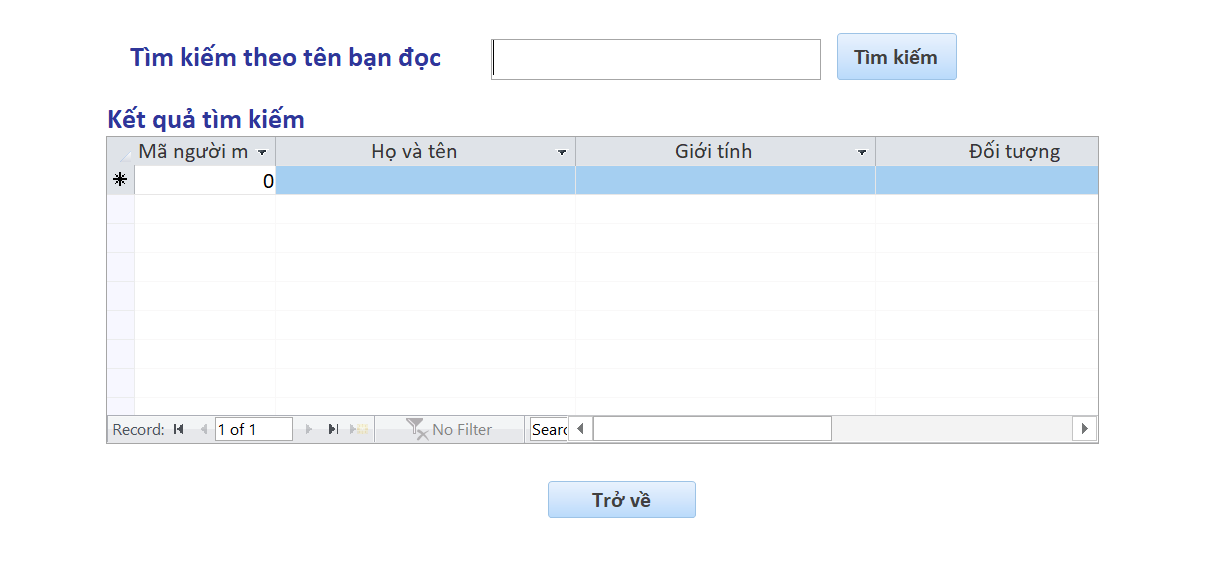 Tìm kiếm theo tên bạn đọc
Tìm kiếm
Kết quả tìm kiếm
Mã người m Họ và tên Giới tính Đối tượng
0
Record: 1 of 1 No Filter Searc
Trở về